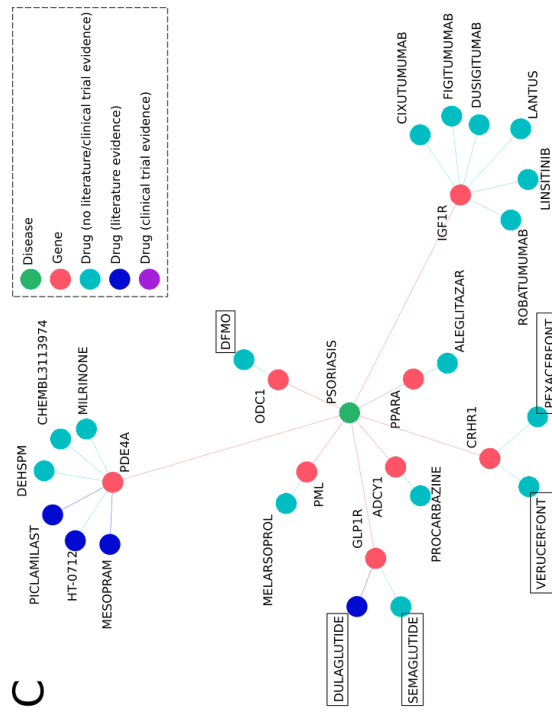 C
Disease
Gene
Drug (no literature/clinical trial evidence)
Drug (literature evidence)
Drug (clinical trial evidence)
DEHSPM
CHEMBL3113974
MILRINONE
PDE4A
PICLAMILAST
HT-0712
MESOPRAM
DFMO
ODC1
PSORIASIS
MELARSOPROL
PML
GLP1R
ADCY1
PROCARBAZINE
DULAGLUTIDE
SEMAGLUTIDE
PPARA
ALEGLITAZAR
CRHR1
VERUCERFONT
PEXACERFONT
IGF1R
CIXUTUMUMAB
FIGITUMUMAB
DUSIGITUMAB
LANTUS
LINSITINIB
ROBATUMUMAB